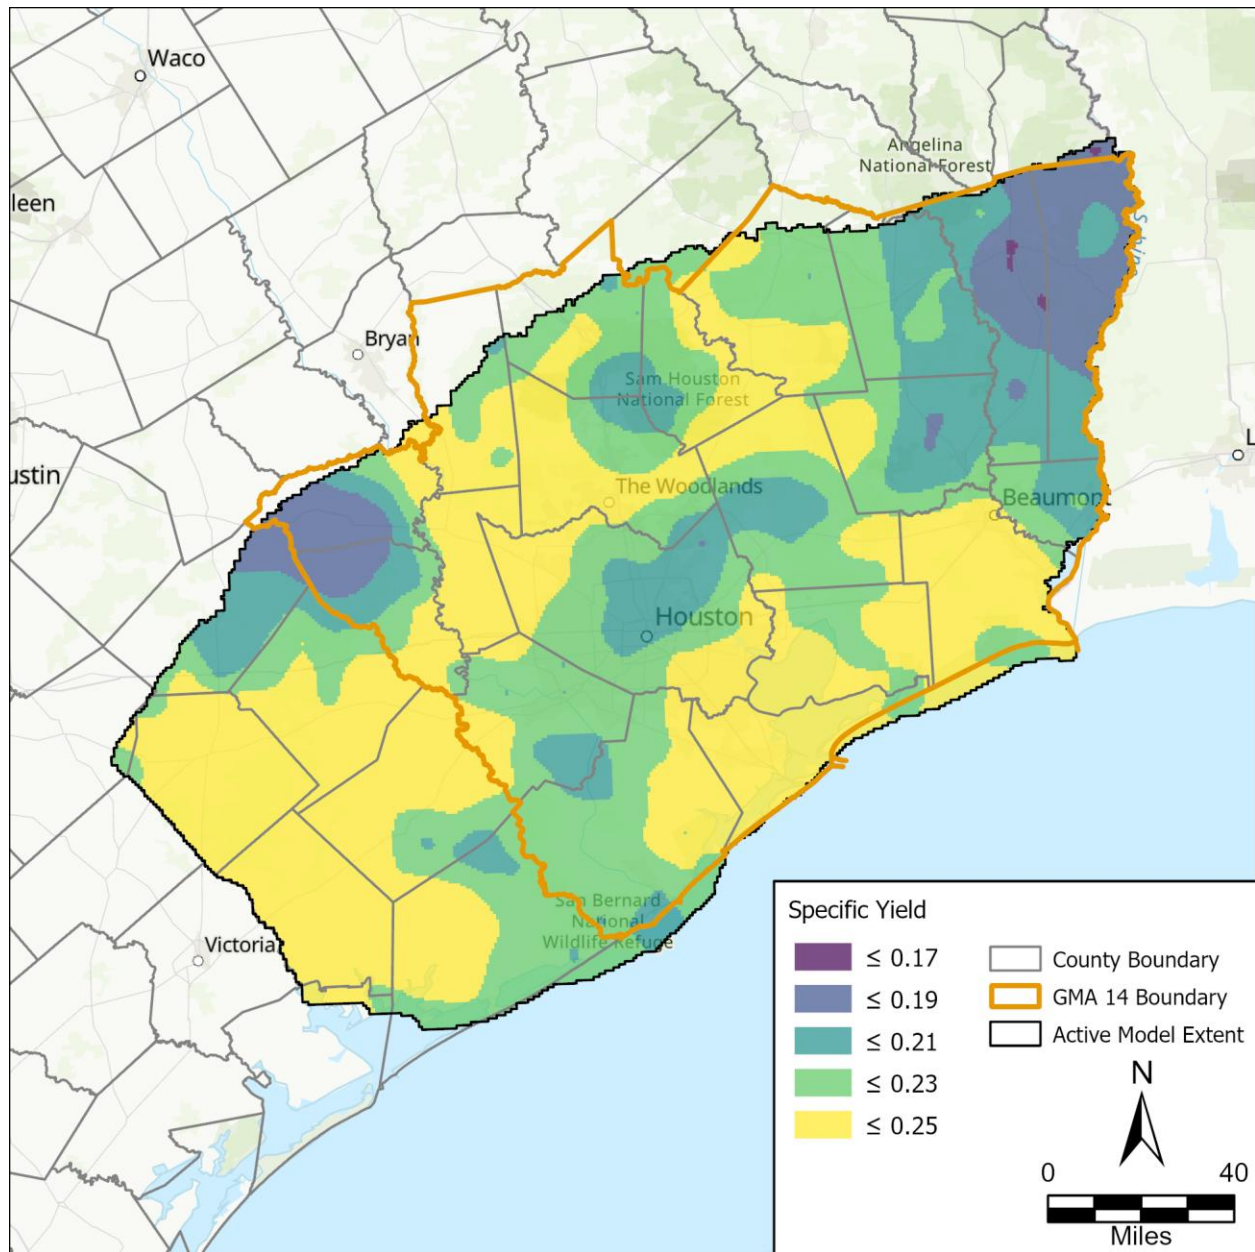 Waco
Angelina
National Forest
leen
Sabine
Bryan
Sam Houston
National Forest
ustin
L
The Woodlands
Beaumon
Houston
San Bernard
National
Wildlife Refuge
Victoria
Specific Yield
≤ 0.17
≤ 0.19
≤ 0.21
≤ 0.23
≤ 0.25
County Boundary
GMA 14 Boundary
Active Model Extent
N
0 40
Miles